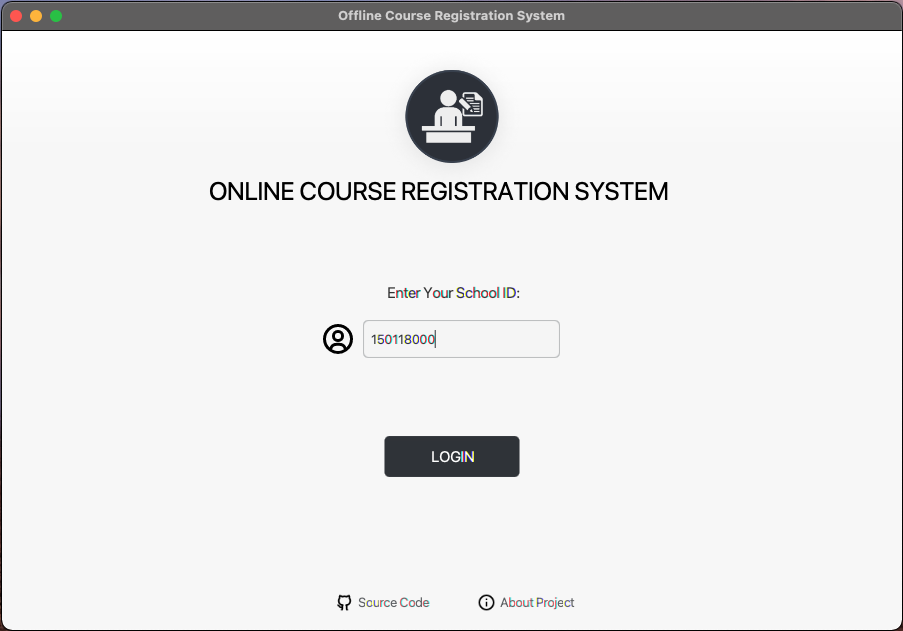 Offline Course Registration System
ONLINE COURSE REGISTRATION SYSTEM
Enter Your School ID:
150118000
LOGIN
Source Code About Project